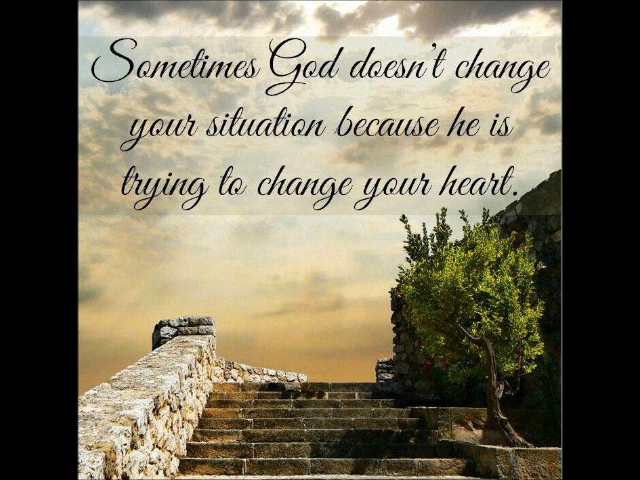 Sometimes God doesn't change
your situation because he is
trying to change your heart.